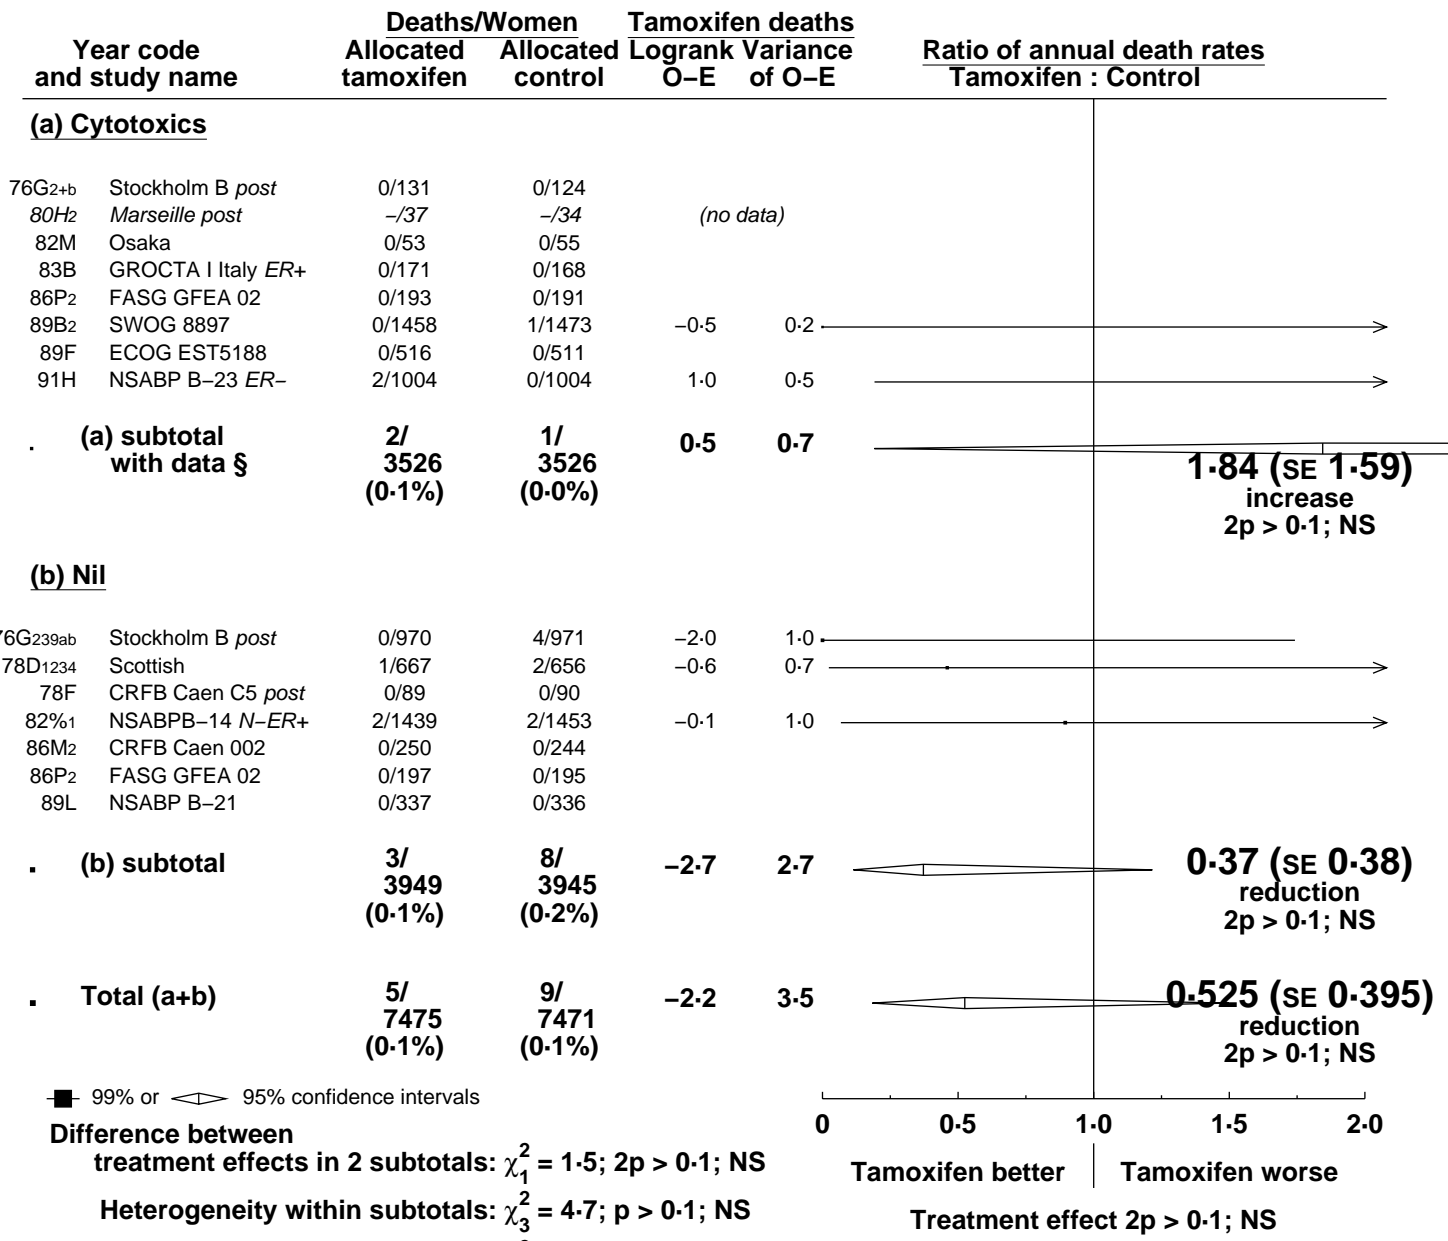 Deaths/Women Tamoxifen deaths
Year code Allocated Allocated Logrank Variance Ratio of annual death rates
and study name tamoxifen control O–E of O–E Tamoxifen : Control
(a) Cytotoxics
76G2+b Stockholm B post 0/131 0/124
80H2 Marseille post –/37 –/34 (no data)
82M Osaka 0/53 0/55
83B GROCTA I Italy ER+ 0/171 0/168
86P2 FASG GFEA 02 0/193 0/191
89B2 SWOG 8897 0/1458 1/1473 –0·5 0·2
89F ECOG EST5188 0/516 0/511
91H NSABP B–23 ER– 2/1004 0/1004 1·0 0·5
(a) subtotal 2/ 1/ 0·5 0·7
with data § 3526 3526 1·84 (SE 1·59)
(0·1%) (0·0%) increase
2p > 0·1; NS
(b) Nil
76G239ab Stockholm B post 0/970 4/971 –2·0 1·0
78D1234 Scottish 1/667 2/656 –0·6 0·7
78F CRFB Caen C5 post 0/89 0/90
82%1 NSABPB–14 N–ER+ 2/1439 2/1453 –0·1 1·0
86M2 CRFB Caen 002 0/250 0/244
86P2 FASG GFEA 02 0/197 0/195
89L NSABP B–21 0/337 0/336
(b) subtotal 3/ 8/ –2·7 2·7 0·37 (SE 0·38)
3949 3945 reduction
(0·1%) (0·2%) 2p > 0·1; NS
Total (a+b) 5/ 9/ –2·2 3·5 0·525 (SE 0·395)
7475 7471 reduction
(0·1%) (0·1%) 2p > 0·1; NS
99% or 95% confidence intervals
0 0·5 1·0 1·5 2·0
Difference between
treatment effects in 2 subtotals: χ²₁ = 1·5; 2p > 0·1; NS
Tamoxifen better Tamoxifen worse
Heterogeneity within subtotals: χ²₃ = 4·7; p > 0·1; NS
Treatment effect 2p > 0·1; NS